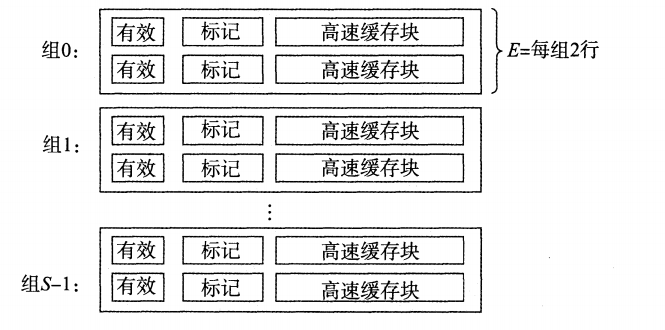 组0： 有效 标记 高速缓存块
有效 标记 高速缓存块
E=每组2行
组1： 有效 标记 高速缓存块
有效 标记 高速缓存块
⋮
组S-1： 有效 标记 高速缓存块
有效 标记 高速缓存块